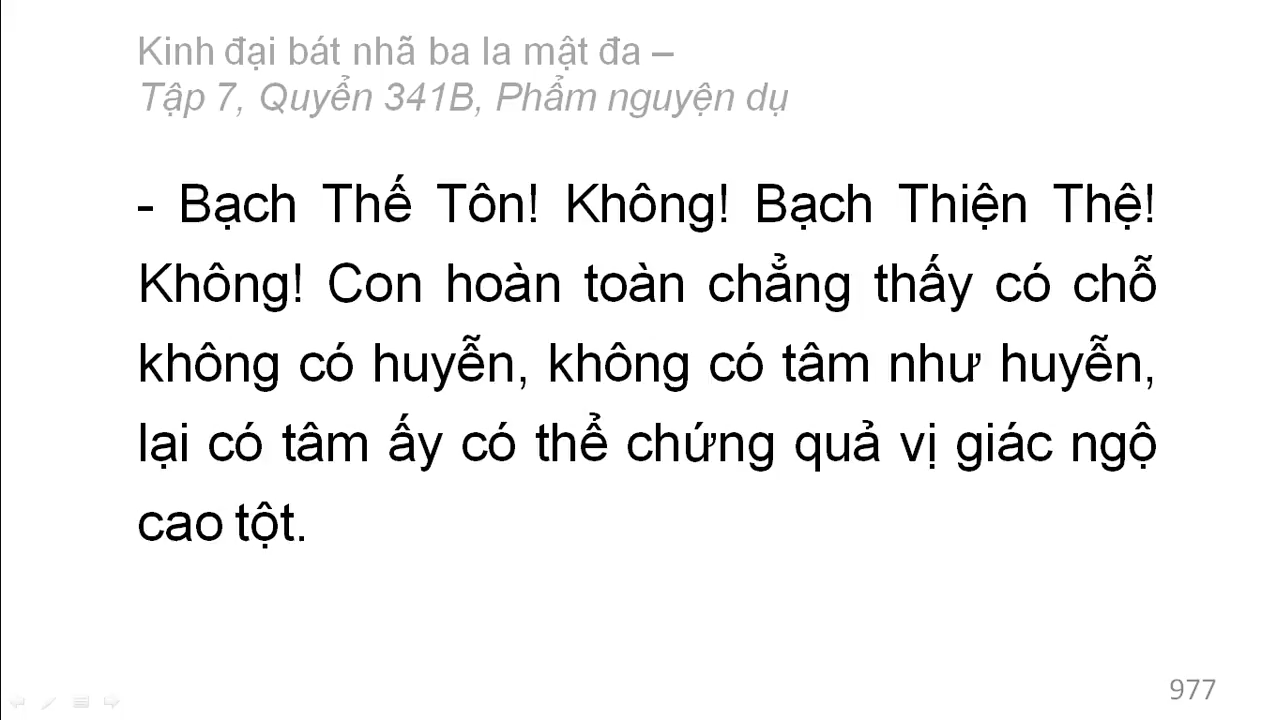 Kinh đại bát nhã ba la mật đa –
Tập 7, Quyển 341B, Phẩm nguyện dụ
- Bạch Thế Tôn! Không! Bạch Thiện Thệ!
Không! Con hoàn toàn chẳng thấy có chỗ
không có huyễn, không có tâm như huyễn,
lại có tâm ấy có thể chứng quả vị giác ngộ
cao tột.
977